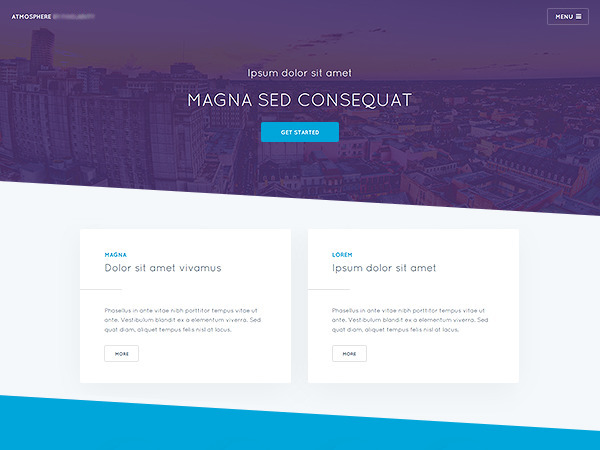 ATMOSPHERE
MENU
Ipsum dolor sit amet
MAGNA SED CONSEQUAT
GET STARTED
MAGNA
Dolor sit amet vivamus
Phasellus in ante vitae nibh porttitor tempus vitae ut
ante. Vestibulum blandit ex a elementum viverra. Sed
quat diam, aliquet tempus felis nisl at lacus.
MORE
LOREM
Ipsum dolor sit amet
Phasellus in ante vitae nibh porttitor tempus vitae ut
ante. Vestibulum blandit ex a elementum viverra. Sed
quat diam, aliquet tempus felis nisl at lacus.
MORE